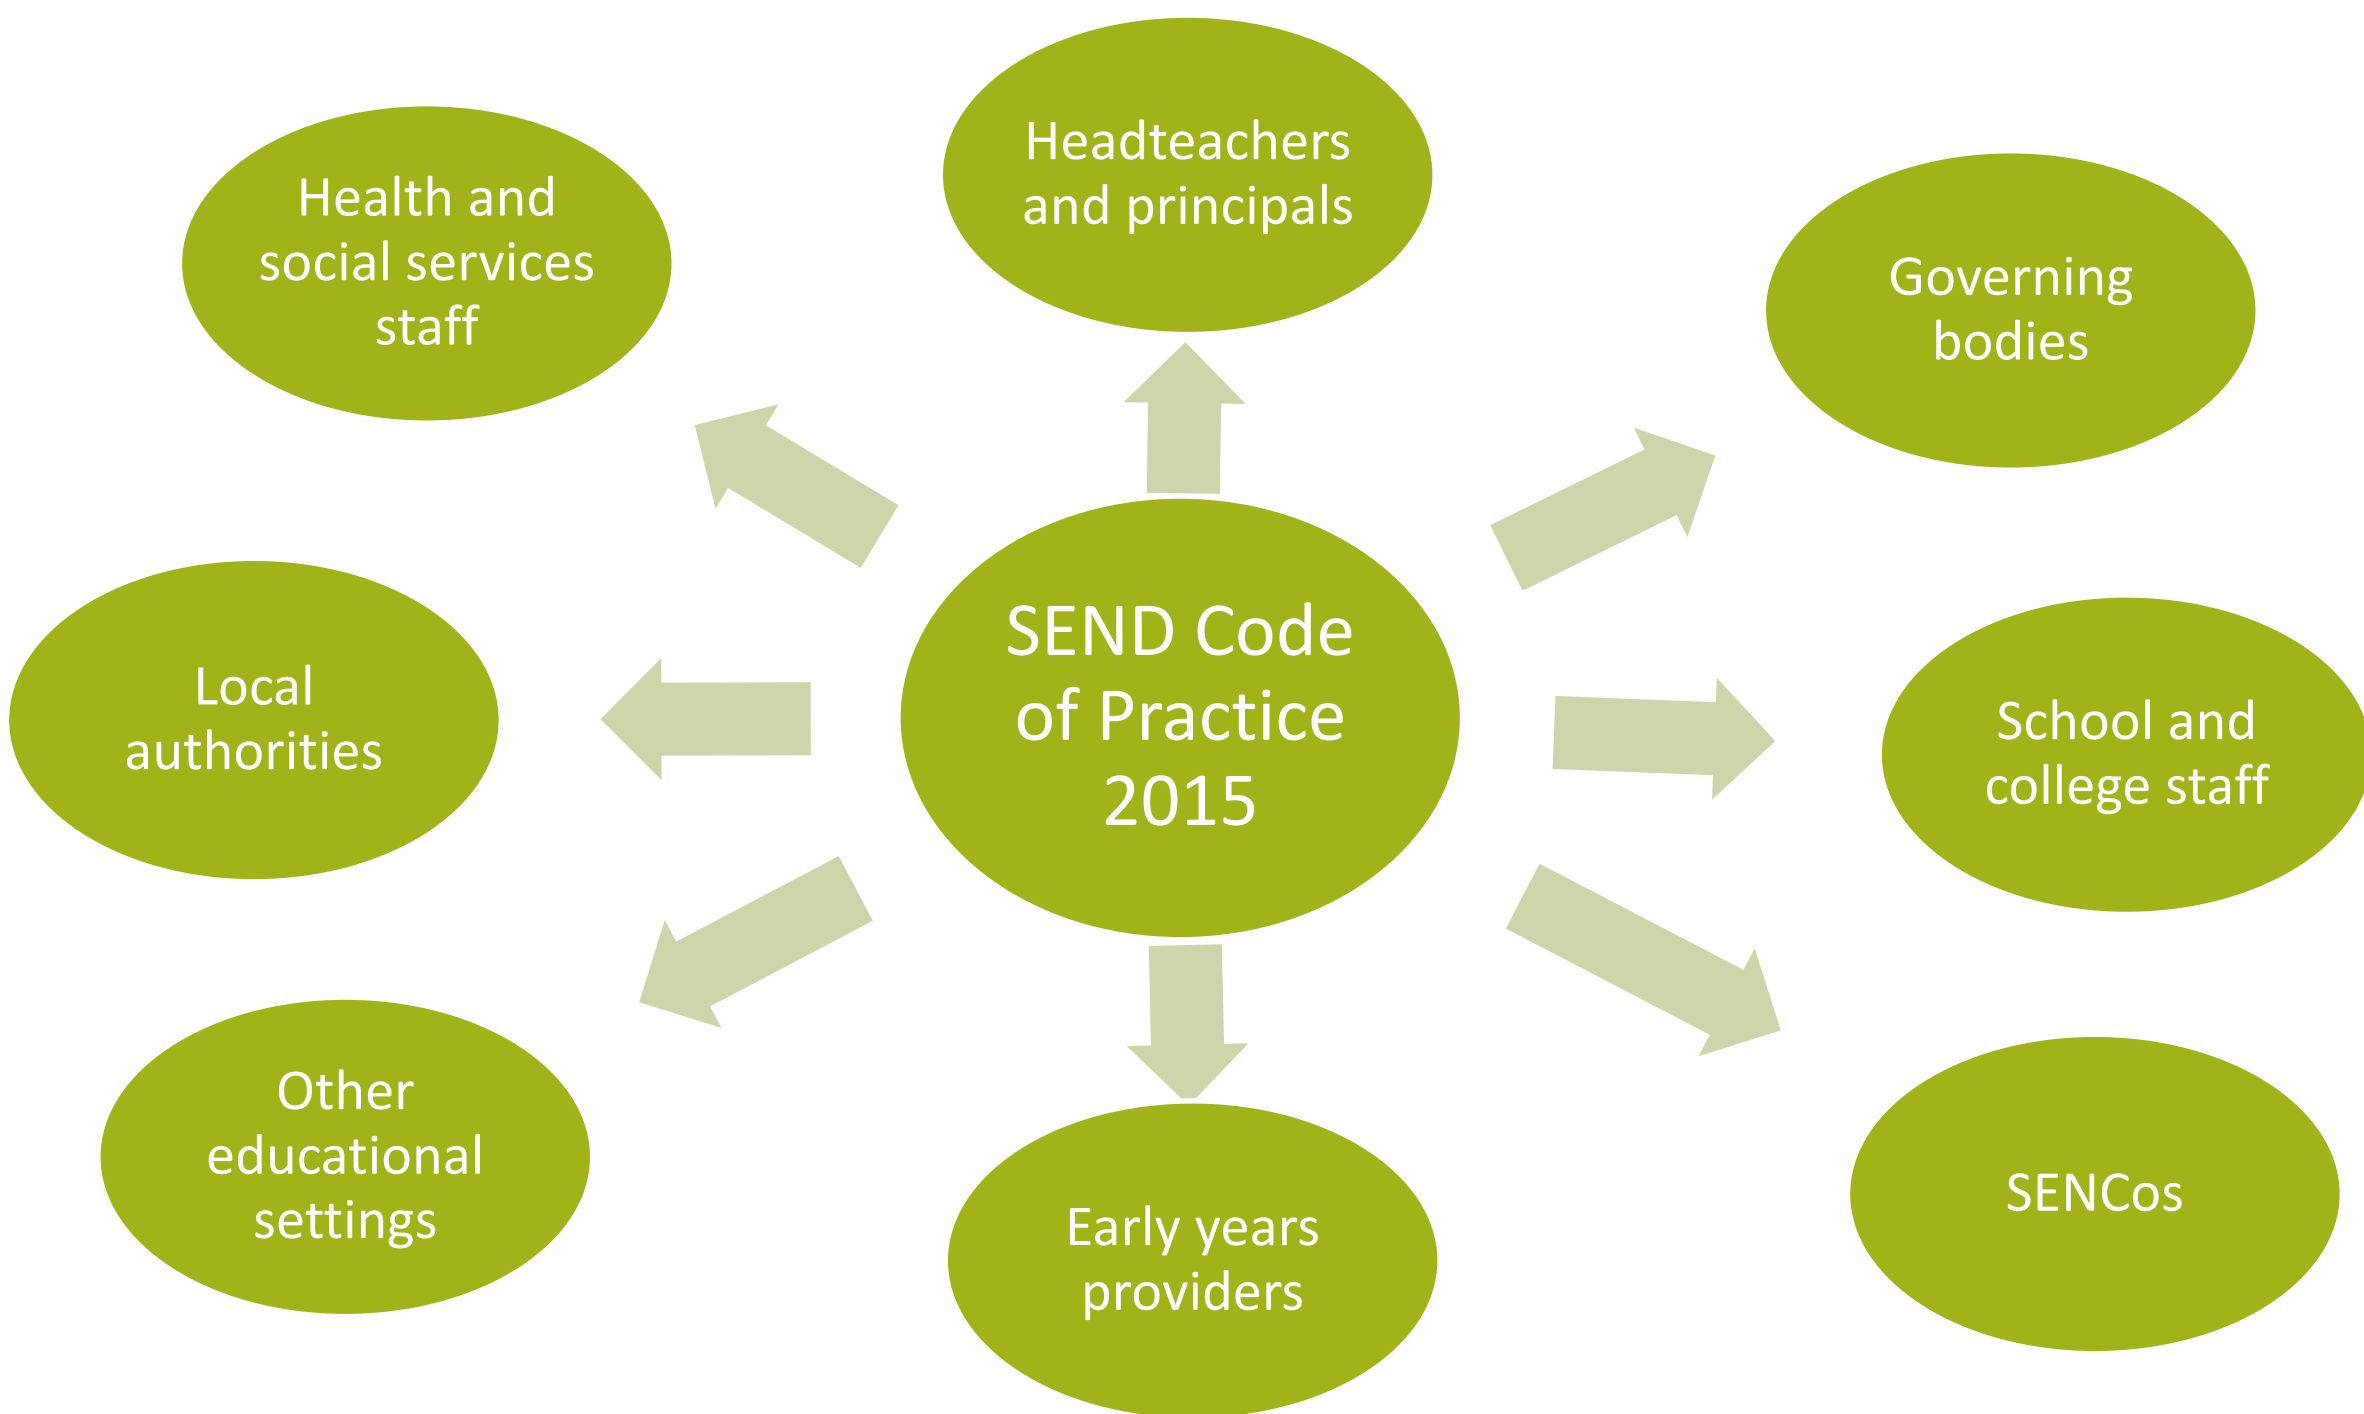 Headteachers
and principals
Health and
social services
staff
Governing
bodies
SEND Code
of Practice
2015
Local
authorities
School and
college staff
Other
educational
settings
Early years
providers
SENCos